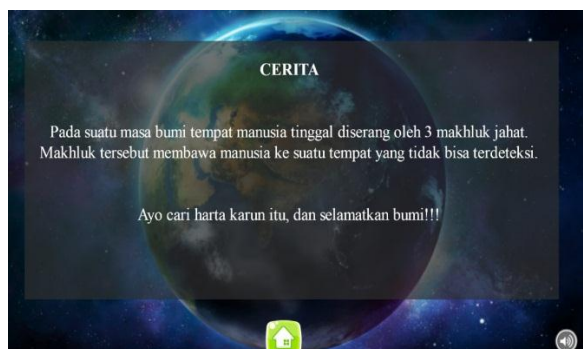 CERITA
Pada suatu masa bumi tempat manusia tinggal diserang oleh 3 makhluk jahat.
Makhluk tersebut membawa manusia ke suatu tempat yang tidak bisa terdeteksi.
Ayo cari harta karun itu, dan selamatkan bumi!!!